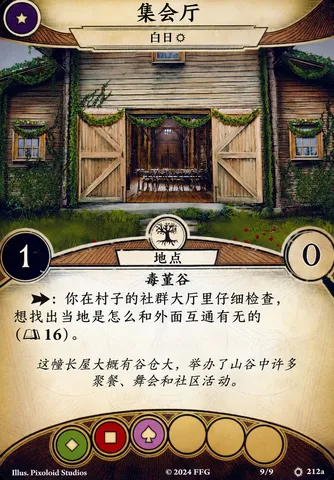 集会厅
白日
1
地点
0
毒堇谷
：你在村子的社群大厅里仔细检查，
想找出当地是怎么和外面互通有无的
（ 16）。
这幢长屋大概有谷仓大，举办了山谷中许多
聚餐、舞会和社区活动。
Illus. Pixoloid Studios
© 2024 FFG
9/9
212a